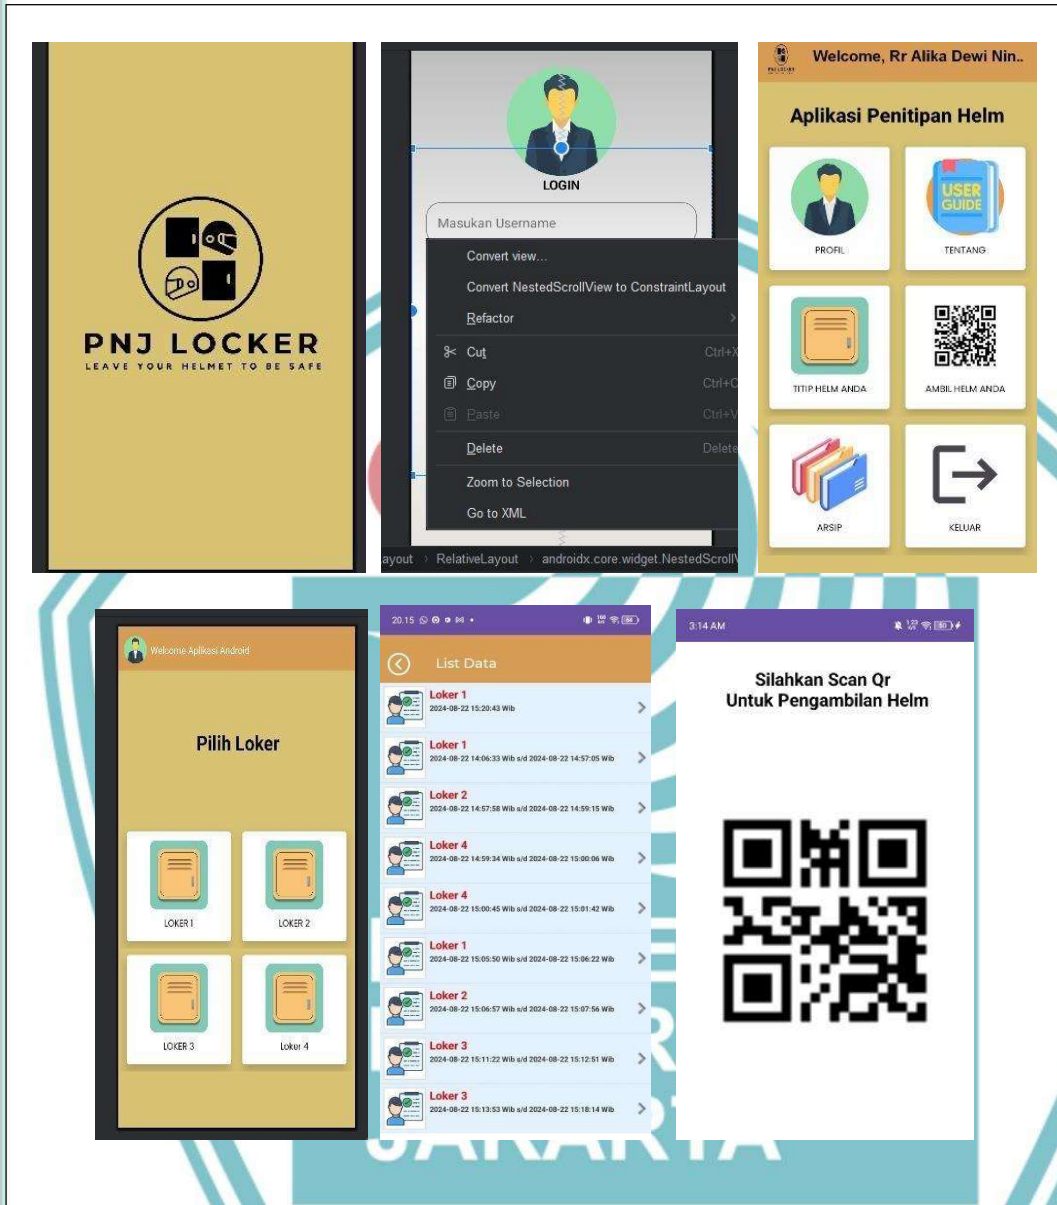 PNJ LOCKER
LEAVE YOUR HELMET TO BE SAFE
LOGIN
Masukan Username
Convert view...
Convert NestedScrollView to ConstraintLayout
Refactor
Cut Ctrl+X
Copy Ctrl+C
Paste Ctrl+V
Delete Delete
Zoom to Selection
Go to XML
ayout > RelativeLayout > androidx.core.widget.NestedScrollV
Welcome, Rr Alika Dewi Nin..
Aplikasi Penitipan Helm
PROFIL
USER GUIDE
TENTANG
TITIP HELM ANDA
AMBIL HELM ANDA
ARSIP
KELUAR
Welcome Aplikasi Android
Pilih Loker
LOKER 1
LOKER 2
LOKER 3
Loker 4
20.15
List Data
Loker 1
2024-08-22 15:20:43 Wib
Loker 1
2024-08-22 14:06:33 Wib s/d 2024-08-22 14:57:05 Wib
Loker 2
2024-08-22 14:57:58 Wib s/d 2024-08-22 14:59:15 Wib
Loker 4
2024-08-22 14:59:34 Wib s/d 2024-08-22 15:00:06 Wib
Loker 4
2024-08-22 15:00:45 Wib s/d 2024-08-22 15:01:42 Wib
Loker 1
2024-08-22 15:05:50 Wib s/d 2024-08-22 15:06:22 Wib
Loker 2
2024-08-22 15:06:57 Wib s/d 2024-08-22 15:07:56 Wib
Loker 3
2024-08-22 15:11:22 Wib s/d 2024-08-22 15:12:51 Wib
Loker 3
2024-08-22 15:13:53 Wib s/d 2024-08-22 15:18:14 Wib
3:14 AM
Silahkan Scan Qr
Untuk Pengambilan Helm
JAKARTA